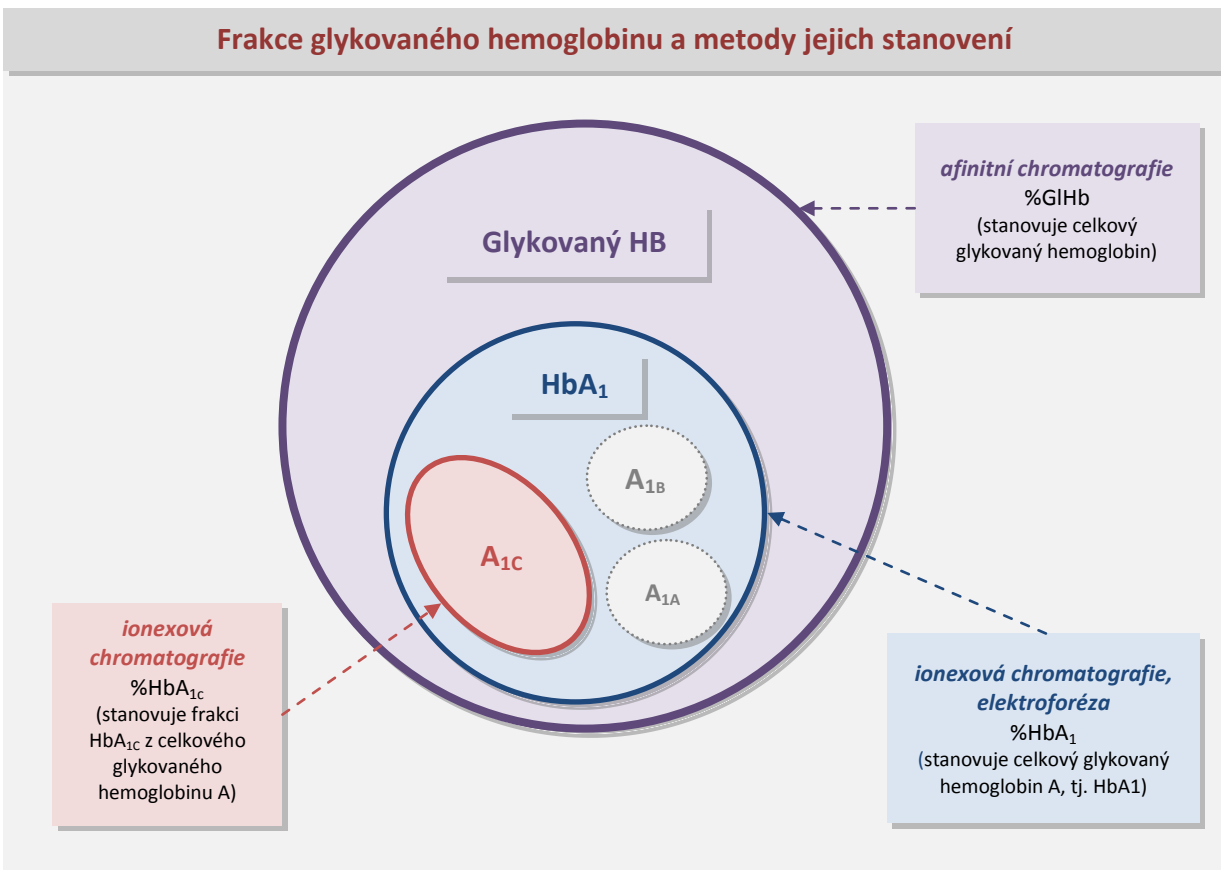 Frakce glykovaného hemoglobinu a metody jejich stanovení
afinitní chromatografie
%GlHb
(stanovuje celkový
glykovaný hemoglobin)
Glykovaný HB
HbA₁
A₁B
A₁C
A₁A
ionexová
chromatografie
%HbA₁c
(stanovuje frakci
HbA₁C z celkového
glykovaného
hemoglobinu A)
ionexová chromatografie,
elektroforéza
%HbA₁
(stanovuje celkový glykovaný
hemoglobin A, tj. HbA1)